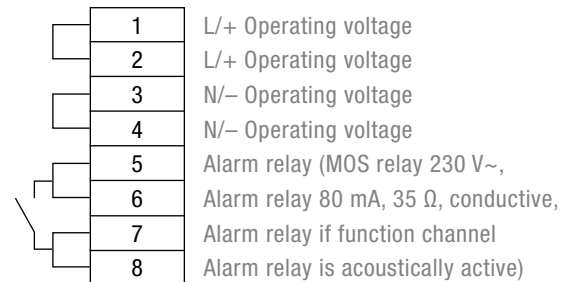 1 L/+ Operating voltage
2 L/+ Operating voltage
3 N/– Operating voltage
4 N/– Operating voltage
5 Alarm relay (MOS relay 230 V~,
6 Alarm relay 80 mA, 35 Ω, conductive,
7 Alarm relay if function channel
8 Alarm relay is acoustically active)